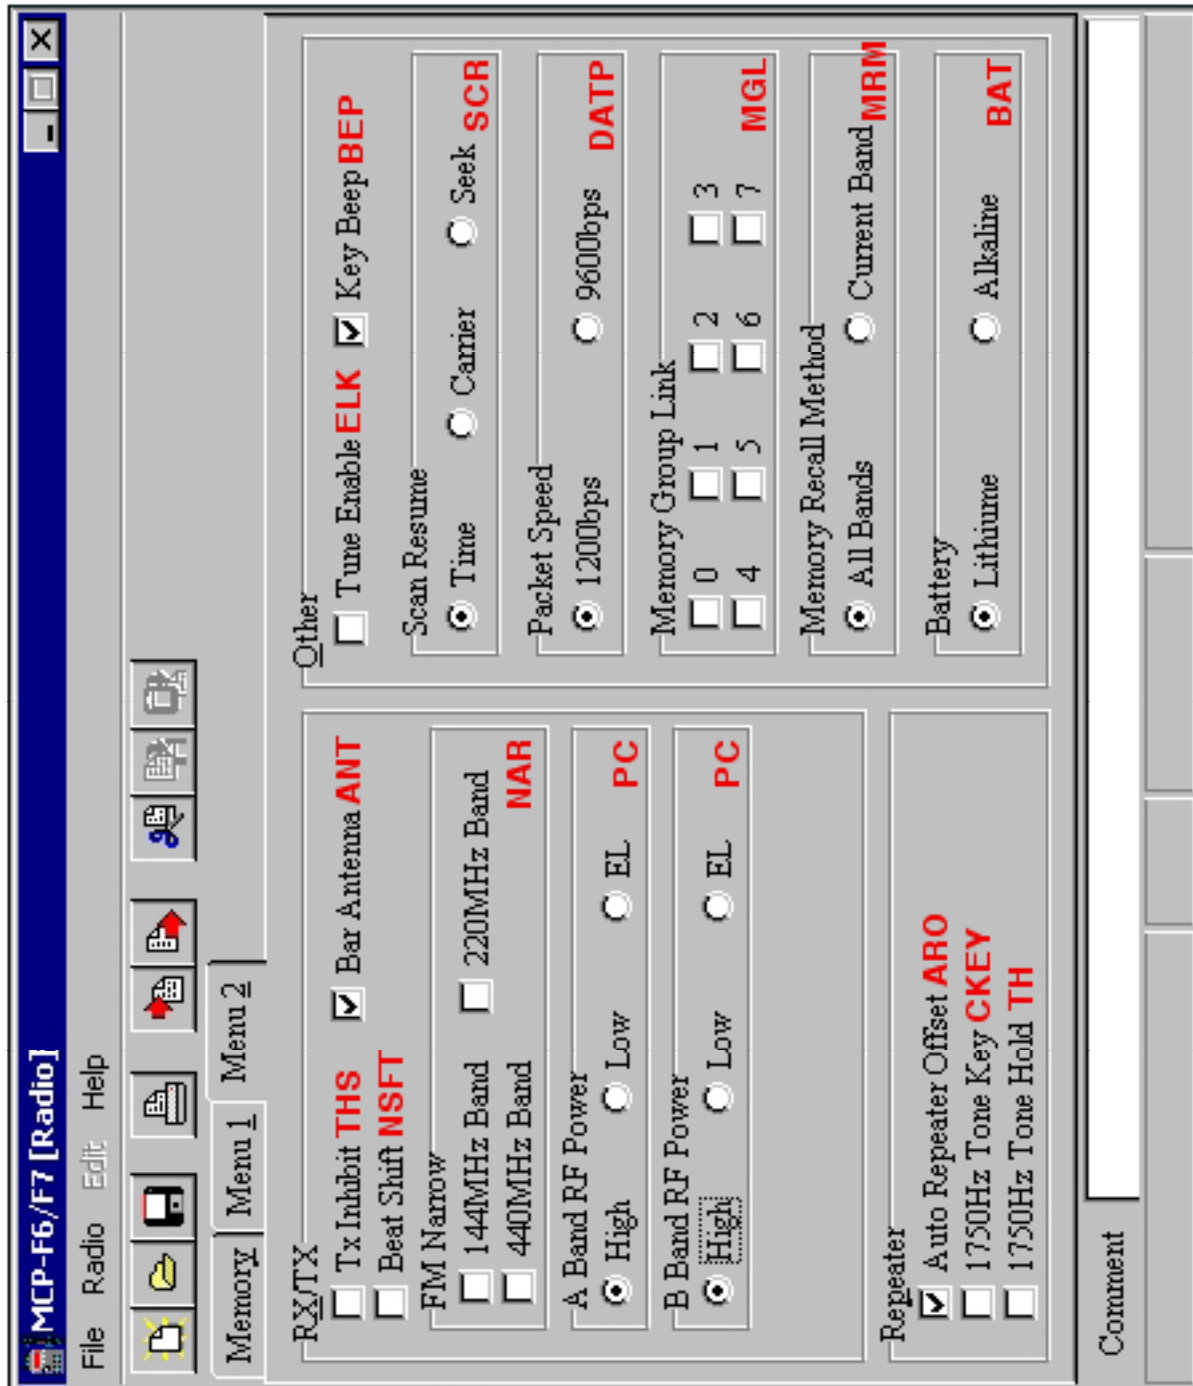 MCP-F6/F7 [Radio]
File Radio Edit Help
Memory Menu 1 Menu 2
RX/TX
Tx Inhibit THS Bar Antenna ANT
Beat Shift NSFT
FM Narrow
144MHz Band 220MHz Band
440MHz Band NAR
A Band RF Power
High Low EL PC
B Band RF Power
High Low EL PC
Repeater
Auto Repeater Offset ARO
1750Hz Tone Key CKEY
1750Hz Tone Hold TH
Other
Tune Enable ELK Key Beep BEP
Scan Resume
Time Carrier Seek SCR
Packet Speed
1200bps 9600bps DATP
Memory Group Link
0 1 2 3
4 5 6 7 MGL
Memory Recall Method
All Bands Current Band MRM
Battery
Lithiume Alkaline BAT
Comment